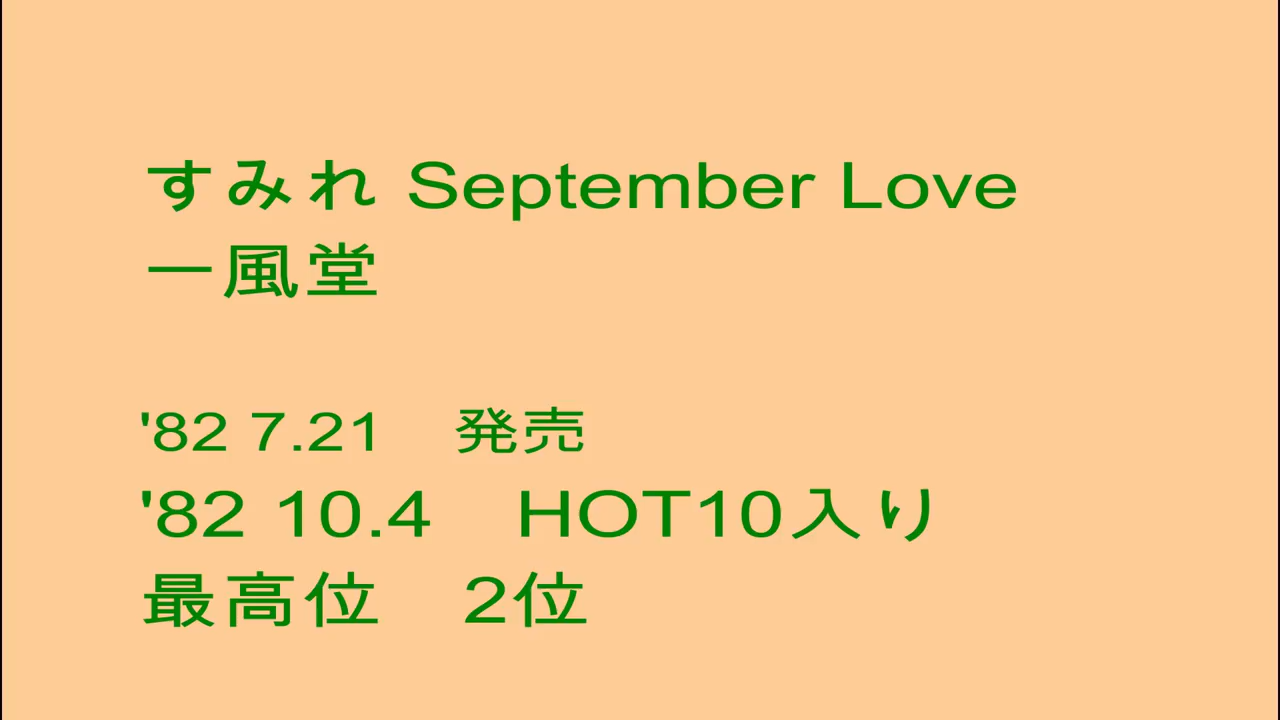 すみれ September Love
一風堂
'82 7.21　発売
'82 10.4　HOT10入り
最高位　2位